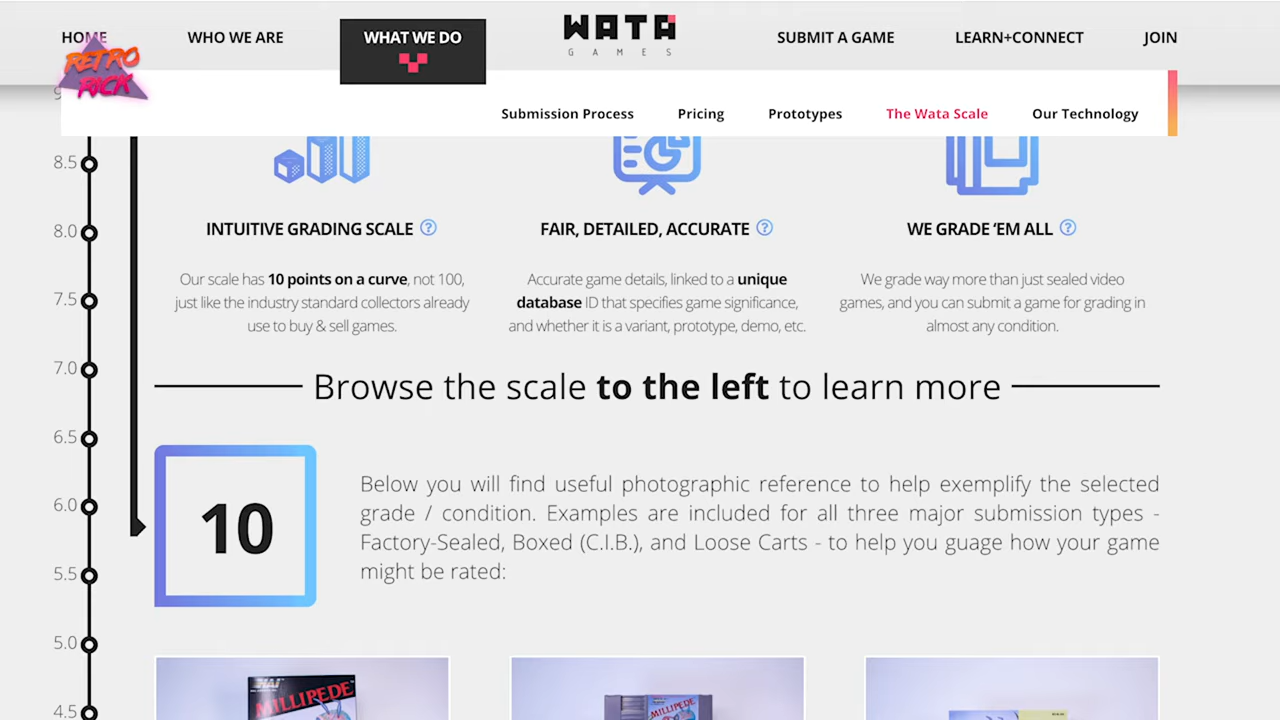 HOME
WHO WE ARE
WHAT WE DO
WATA
GAMES
SUBMIT A GAME
LEARN+CONNECT
JOIN
RETRO
RICK
Submission Process
Pricing
Prototypes
The Wata Scale
Our Technology
8.5
8.0
7.5
7.0
6.5
6.0
5.5
5.0
4.5
INTUITIVE GRADING SCALE ?
Our scale has 10 points on a curve, not 100,
just like the industry standard collectors already
use to buy & sell games.
FAIR, DETAILED, ACCURATE ?
Accurate game details, linked to a unique
database ID that specifies game significance,
and whether it is a variant, prototype, demo, etc.
WE GRADE ‘EM ALL ?
We grade way more than just sealed video
games, and you can submit a game for grading in
almost any condition.
Browse the scale to the left to learn more
10
Below you will find useful photographic reference to help exemplify the selected
grade / condition. Examples are included for all three major submission types -
Factory-Sealed, Boxed (C.I.B.), and Loose Carts - to help you guage how your game
might be rated:
HAL
MILLIPEDE
MILLIPEDE